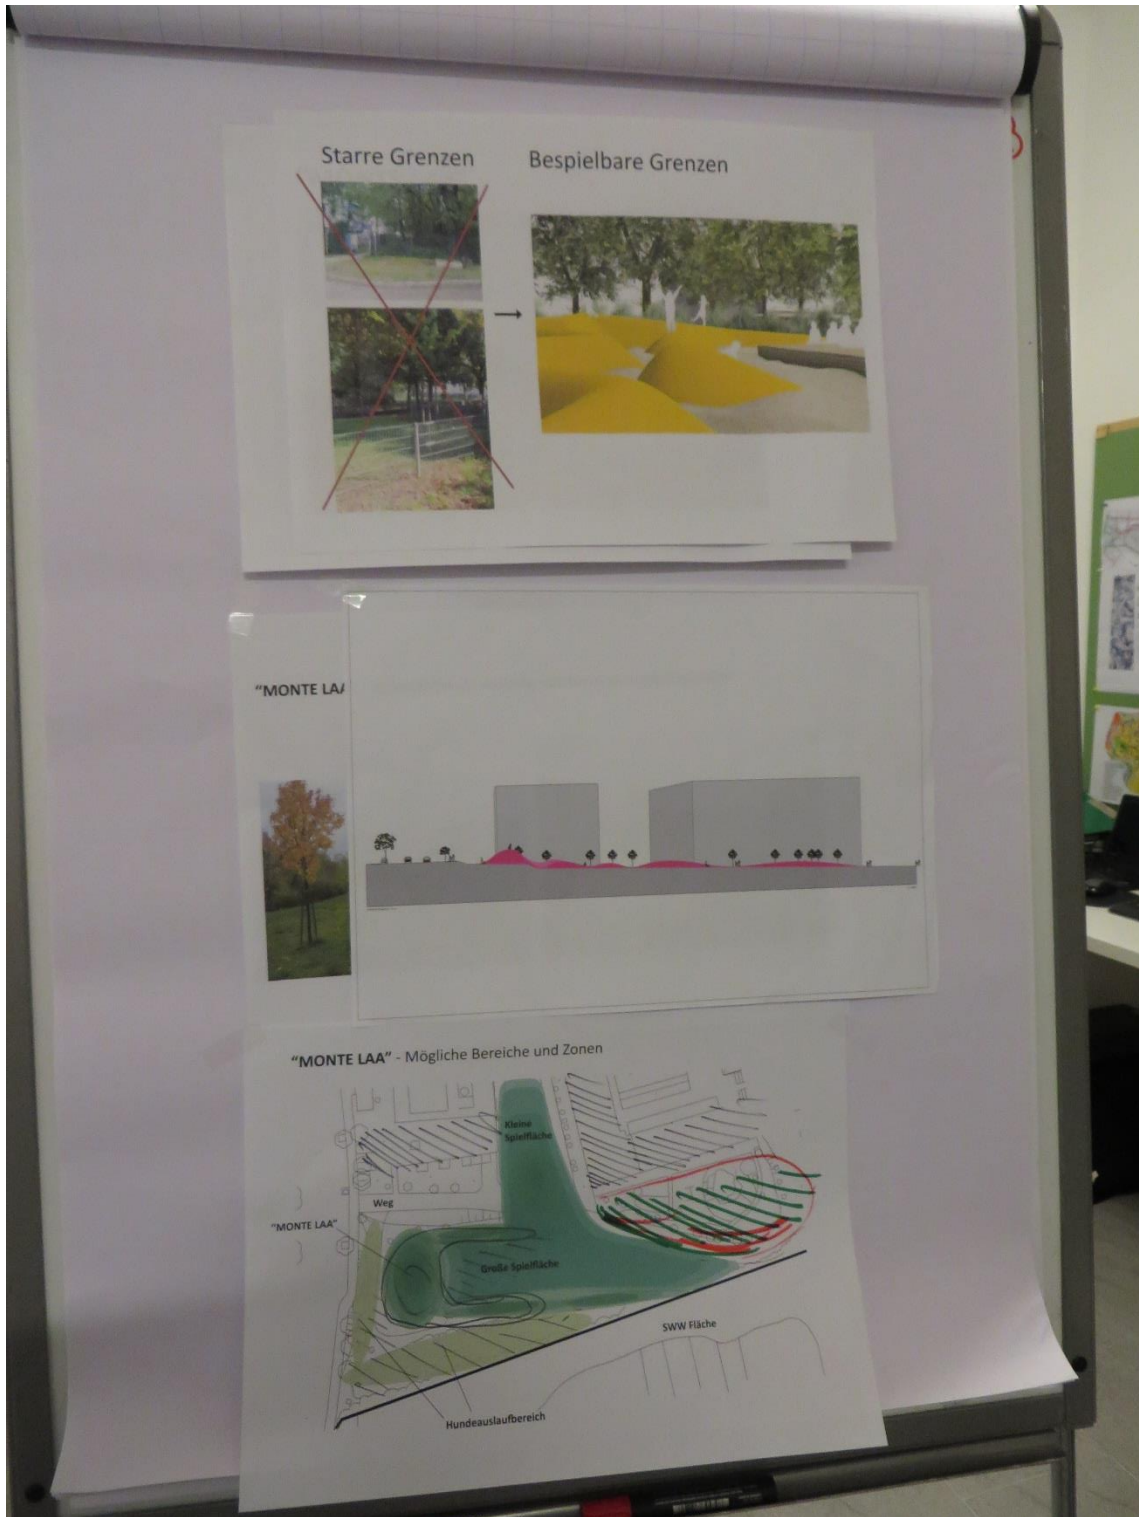 Starre Grenzen
Bespielbare Grenzen
"MONTE LAA
"MONTE LAA" - Mögliche Bereiche und Zonen
Kleine
Spielfläche
Weg
"MONTE LAA"
Große Spielfläche
SWW Fläche
Hundeauslaufbereich